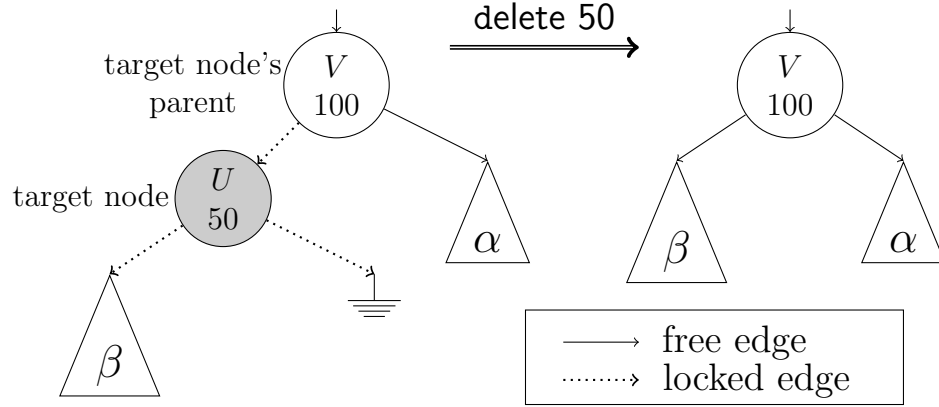 delete 50
target node's
parent
V
100
V
100
target node
U
50
α
β
α
β
free edge
locked edge